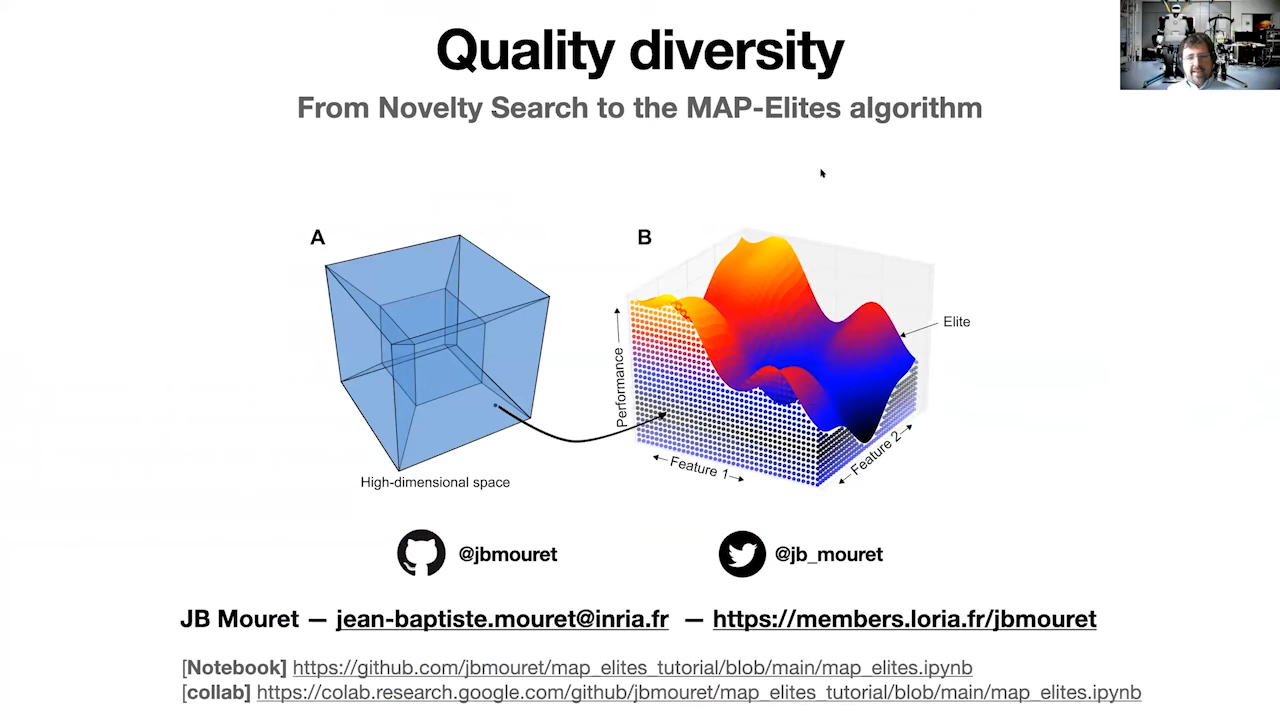 Quality diversity
From Novelty Search to the MAP-Elites algorithm
A
B
Elite
Performance
Feature 1
Feature 2
High-dimensional space
@jbmouret
@jb_mouret
JB Mouret — jean-baptiste.mouret@inria.fr — https://members.loria.fr/jbmouret
[Notebook] https://github.com/jbmouret/map_elites_tutorial/blob/main/map_elites.ipynb
[collab] https://colab.research.google.com/github/jbmouret/map_elites_tutorial/blob/main/map_elites.ipynb